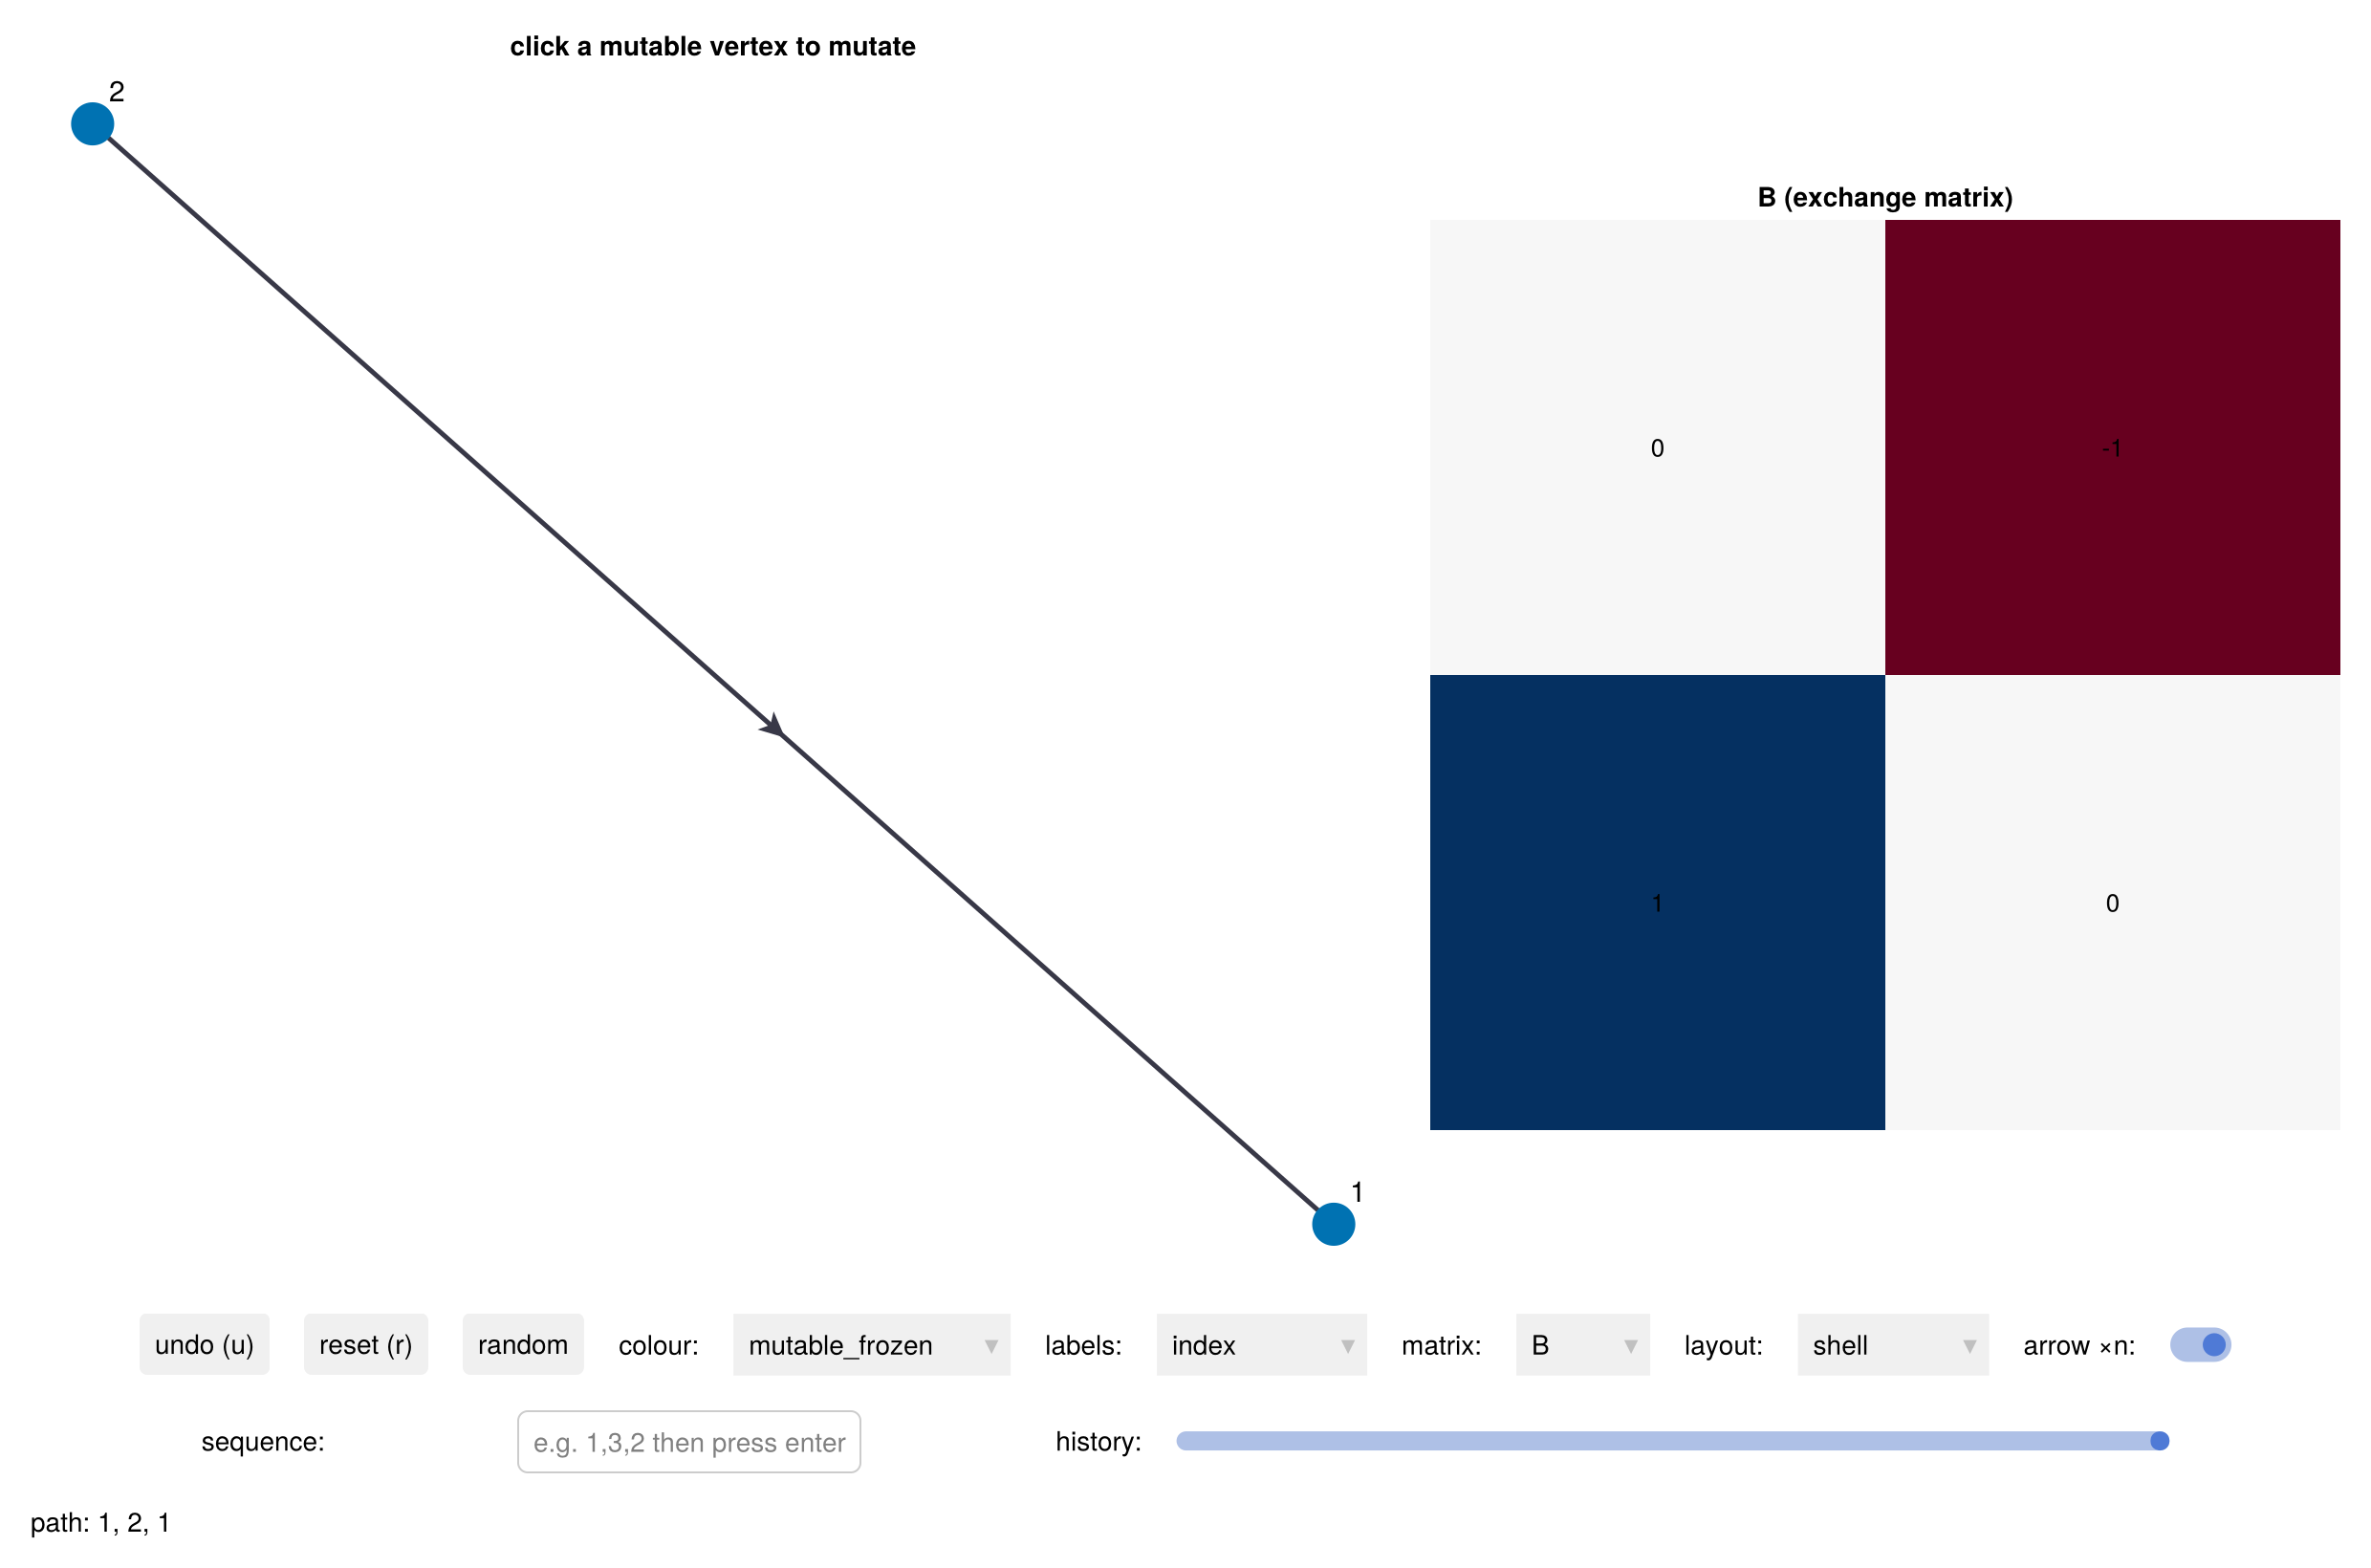 click a mutable vertex to mutate
2
B (exchange matrix)
0 -1
1 0
1
undo (u) reset (r) random colour: mutable_frozen ▼ labels: index ▼ matrix: B ▼ layout: shell ▼ arrow ×n:
sequence: e.g. 1,3,2 then press enter history:
path: 1, 2, 1